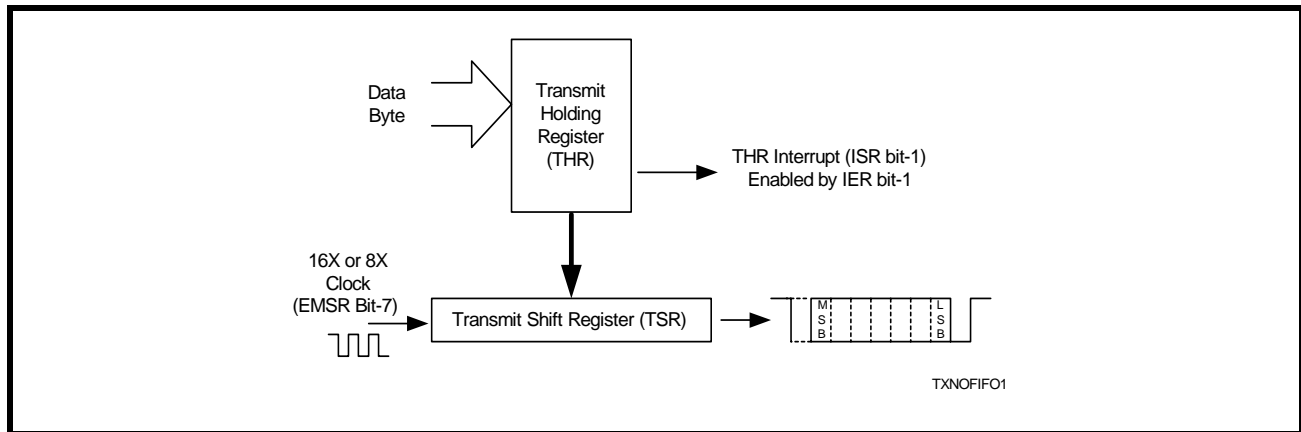 Data
Byte
Transmit
Holding
Register
(THR)
THR Interrupt (ISR bit-1)
Enabled by IER bit-1
16X or 8X
Clock
(EMSR Bit-7)
Transmit Shift Register (TSR)
M
S
B
L
S
B
TXNOFIFO1